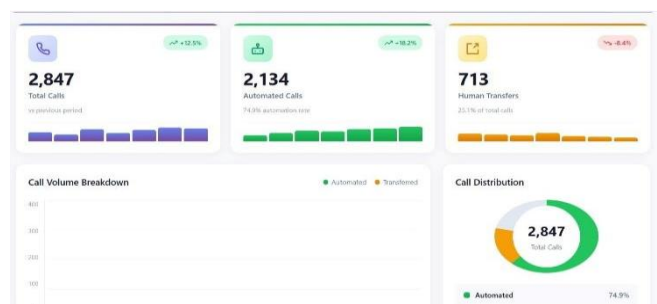 +12.5%
2,847
Total Calls
vs previous period
+18.2%
2,134
Automated Calls
74.9% automation rate
-8.4%
713
Human Transfers
25.1% of total calls
Call Volume Breakdown
Automated Transferred
400
300
200
100
Call Distribution
2,847
Total Calls
Automated 74.9%